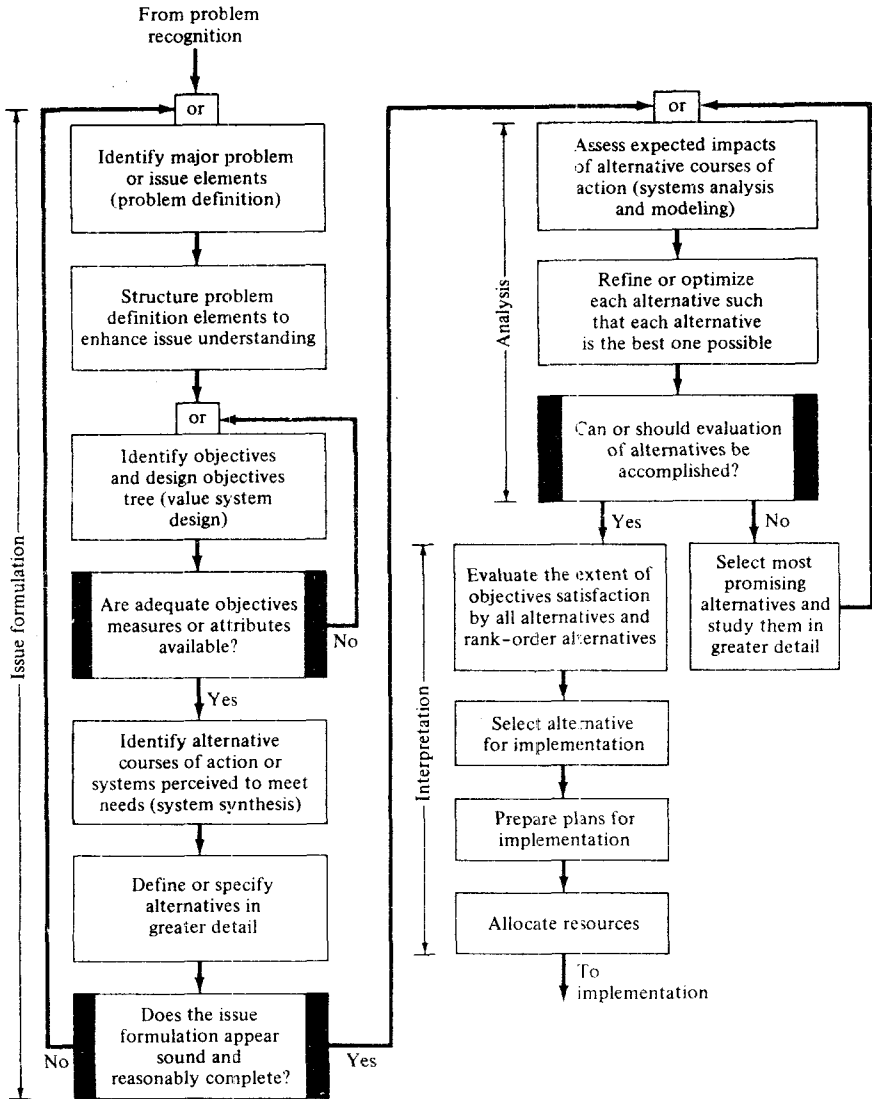 From problem
recognition
or
Identify major problem
or issue elements
(problem definition)
Structure problem
definition elements to
enhance issue understanding
or
Identify objectives
and design objectives
tree (value system
design)
Are adequate objectives
measures or attributes
available?
No
Yes
Identify alternative
courses of action or
systems perceived to meet
needs (system synthesis)
Define or specify
alternatives in
greater detail
Does the issue
formulation appear
sound and
reasonably complete?
No
Yes
Issue formulation
or
Assess expected impacts
of alternative courses of
action (systems analysis
and modeling)
Refine or optimize
each alternative such
that each alternative
is the best one possible
Can or should evaluation
of alternatives be
accomplished?
Analysis
Yes
No
Evaluate the extent of
objectives satisfaction
by all alternatives and
rank-order alternatives
Select most
promising
alternatives and
study them in
greater detail
Select alternative
for implementation
Prepare plans for
implementation
Allocate resources
Interpretation
To
implementation